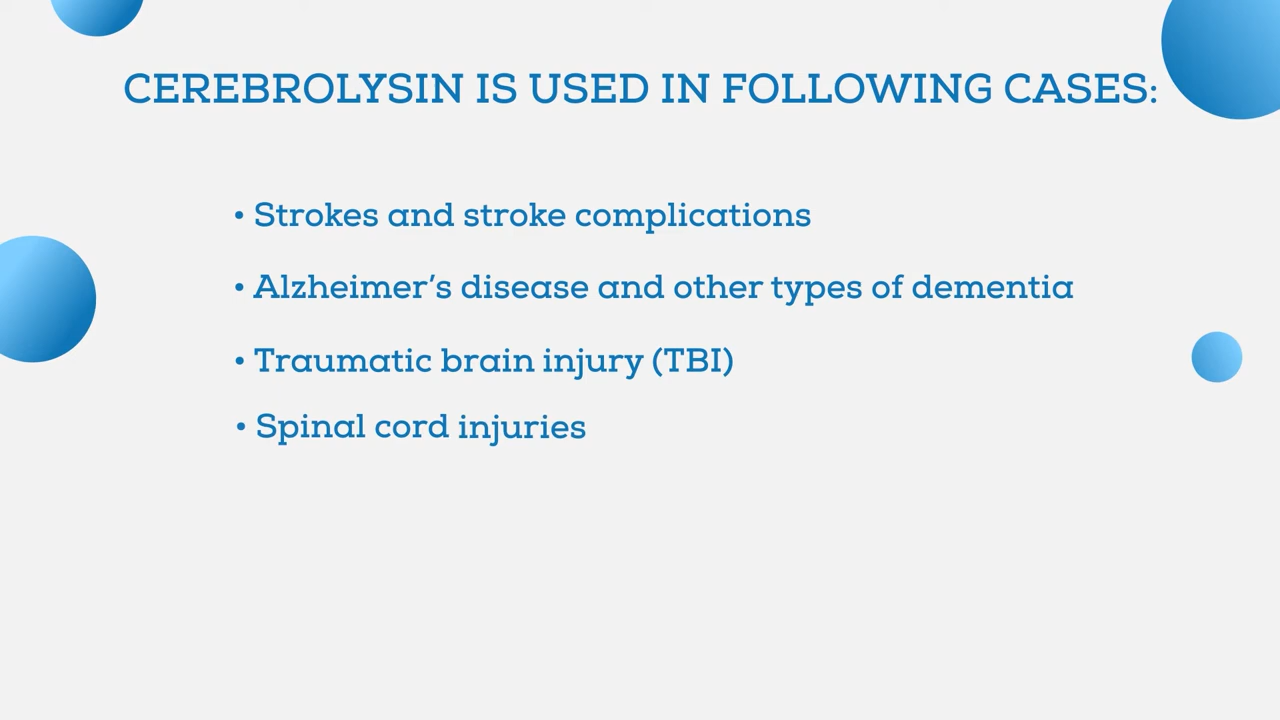 CEREBROLYSIN IS USED IN FOLLOWING CASES:
• Strokes and stroke complications
• Alzheimer’s disease and other types of dementia
• Traumatic brain injury (TBI)
• Spinal cord injuries